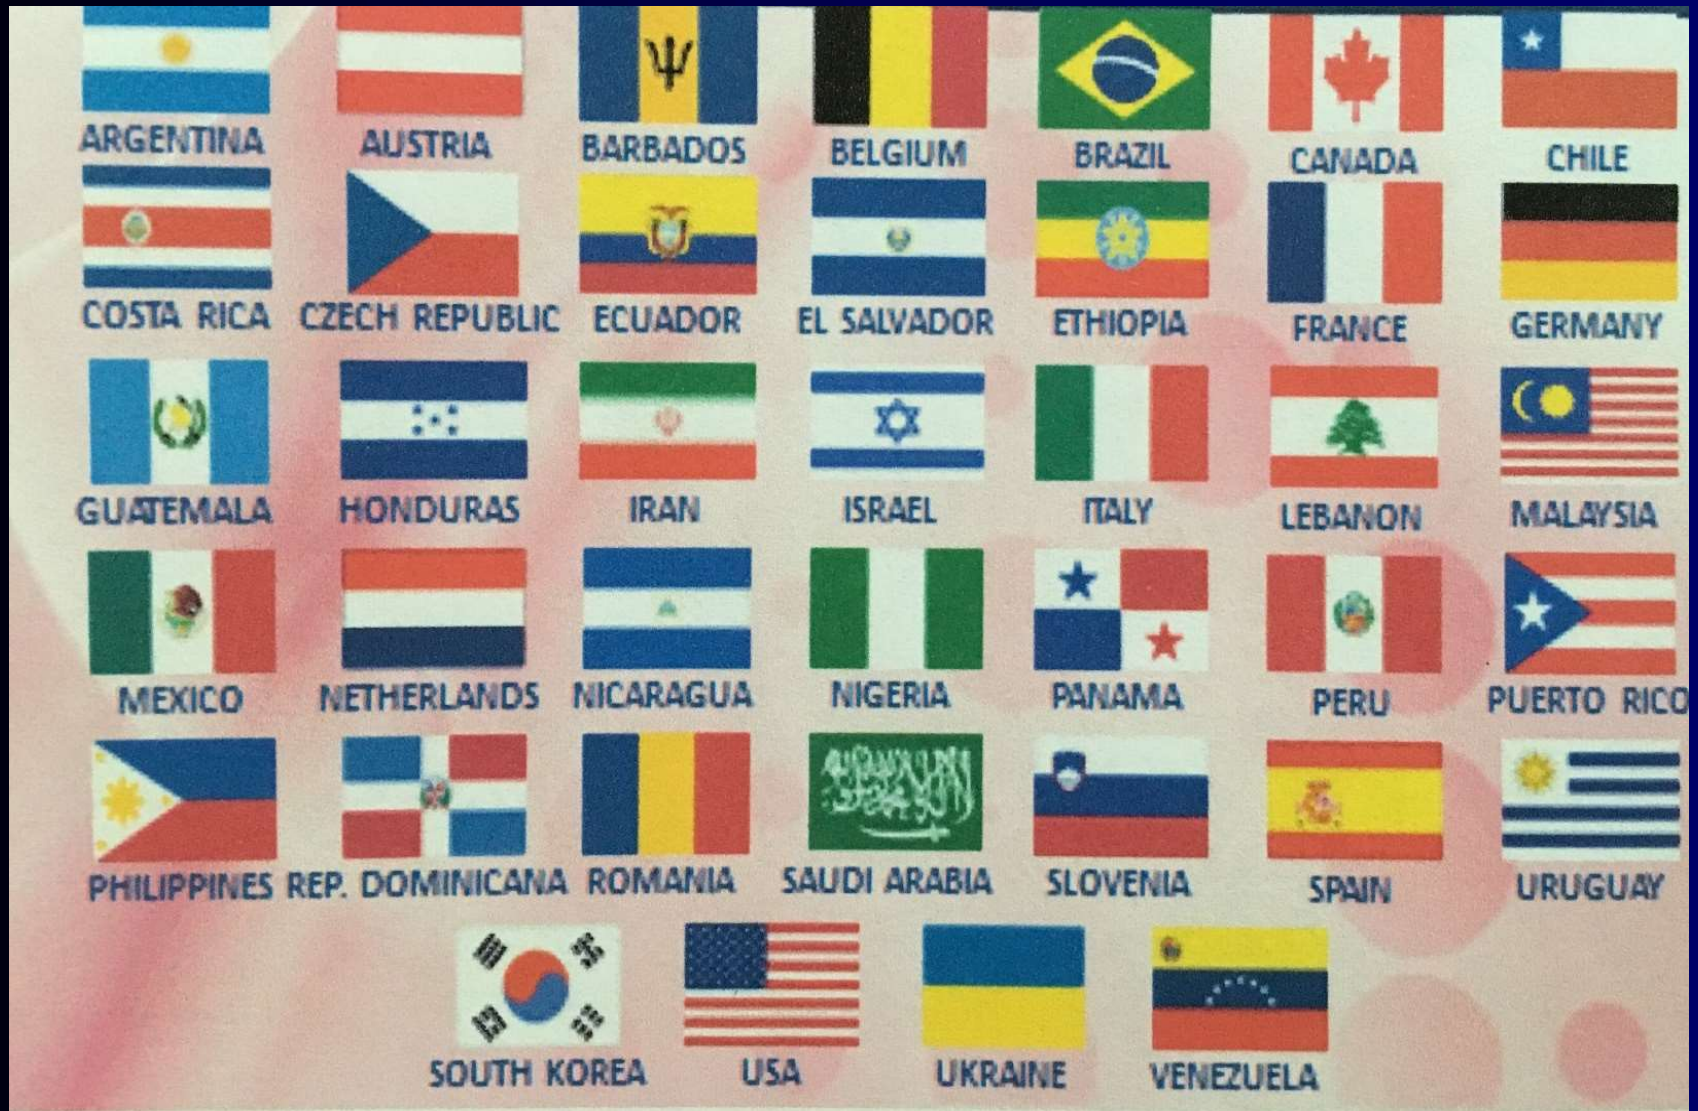 ARGENTINA AUSTRIA BARBADOS BELGIUM BRAZIL CANADA CHILE
COSTA RICA CZECH REPUBLIC ECUADOR EL SALVADOR ETHIOPIA FRANCE GERMANY
GUATEMALA HONDURAS IRAN ISRAEL ITALY LEBANON MALAYSIA
MEXICO NETHERLANDS NICARAGUA NIGERIA PANAMA PERU PUERTO RICO
PHILIPPINES REP. DOMINICANA ROMANIA SAUDI ARABIA SLOVENIA SPAIN URUGUAY
SOUTH KOREA USA UKRAINE VENEZUELA